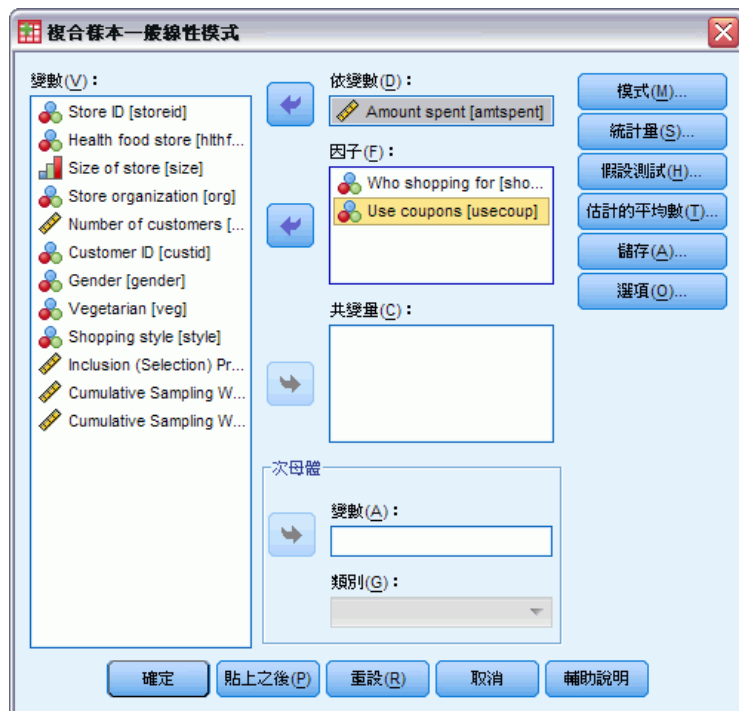 複合樣本一般線性模式
變數(V)：
Store ID [storeid]
Health food store [hlthf...
Size of store [size]
Store organization [org]
Number of customers [...
Customer ID [custid]
Gender [gender]
Vegetarian [veg]
Shopping style [style]
Inclusion (Selection) Pr...
Cumulative Sampling W...
Cumulative Sampling W...
依變數(D)：
Amount spent [amtspent]
因子(F)：
Who shopping for [sho...
Use coupons [usecoup]
共變量(C)：
次母體
變數(A)：
類別(G)：
模式(M)...
統計量(S)...
假設測試(H)...
估計的平均數(T)...
儲存(A)...
選項(O)...
確定
貼上之後(P)
重設(R)
取消
輔助說明